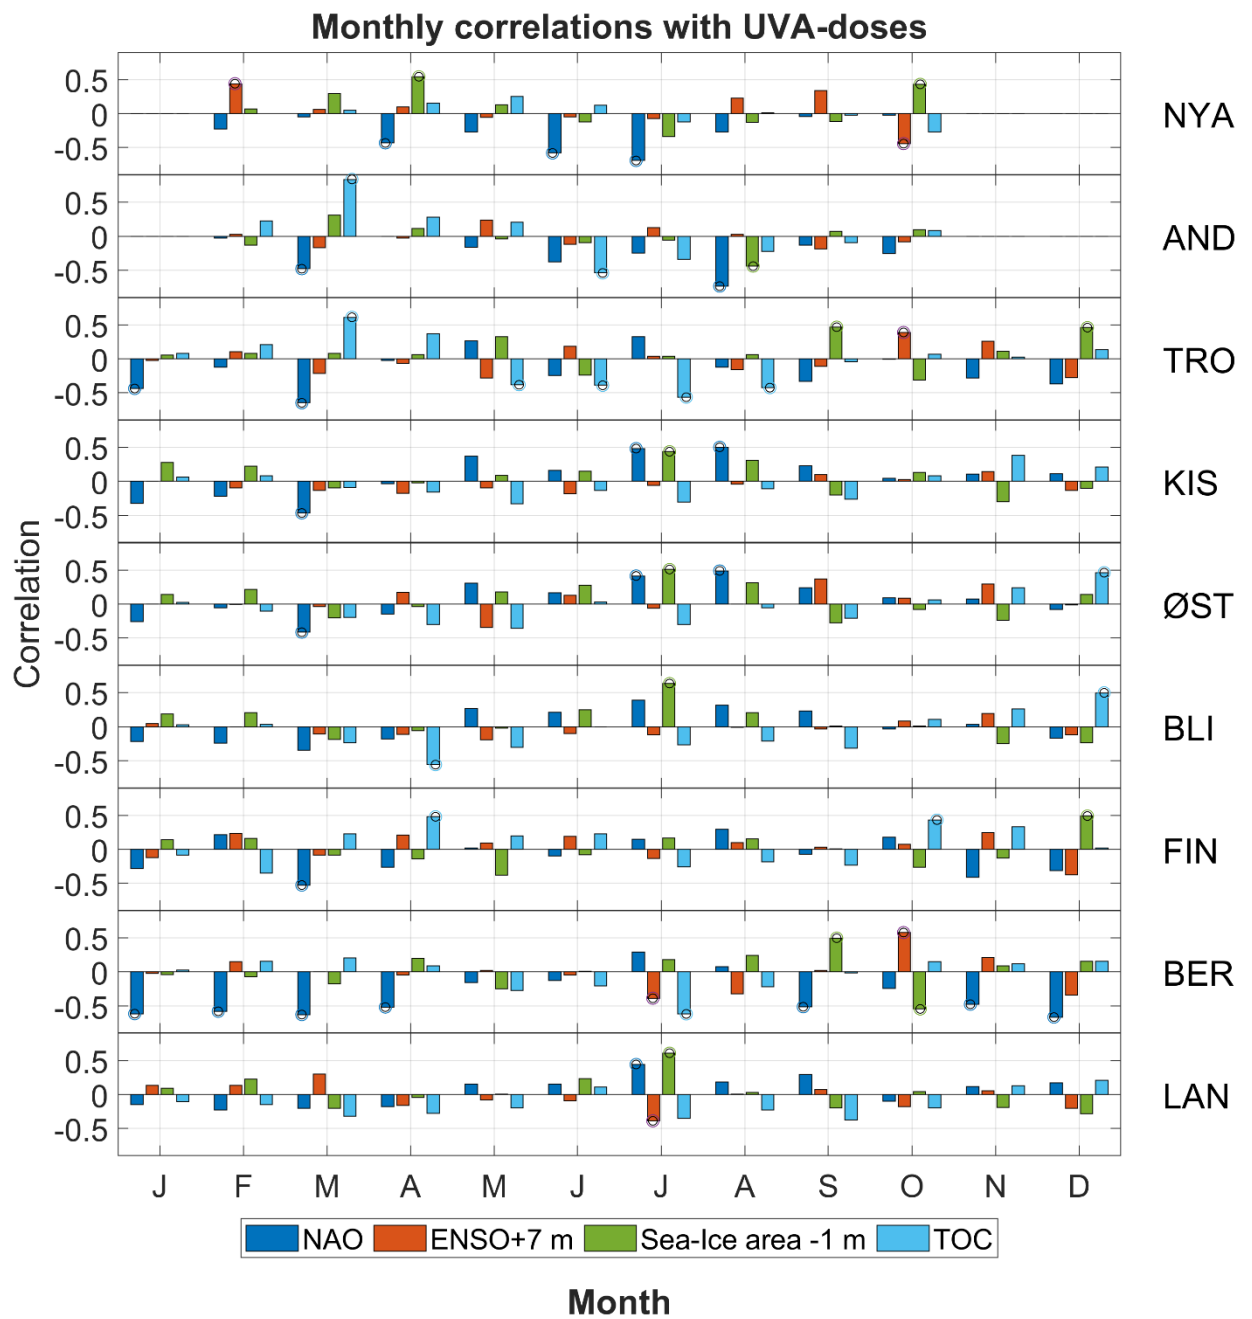 Monthly correlations with UVA-doses
0.5
0
-0.5
NYA
0.5
0
-0.5
AND
0.5
0
-0.5
TRO
0.5
0
-0.5
KIS
0.5
0
-0.5
ØST
0.5
0
-0.5
BLI
0.5
0
-0.5
FIN
0.5
0
-0.5
BER
0.5
0
-0.5
LAN
Correlation
J F M A M J J A S O N D
NAO ENSO+7 m Sea-Ice area -1 m TOC
Month